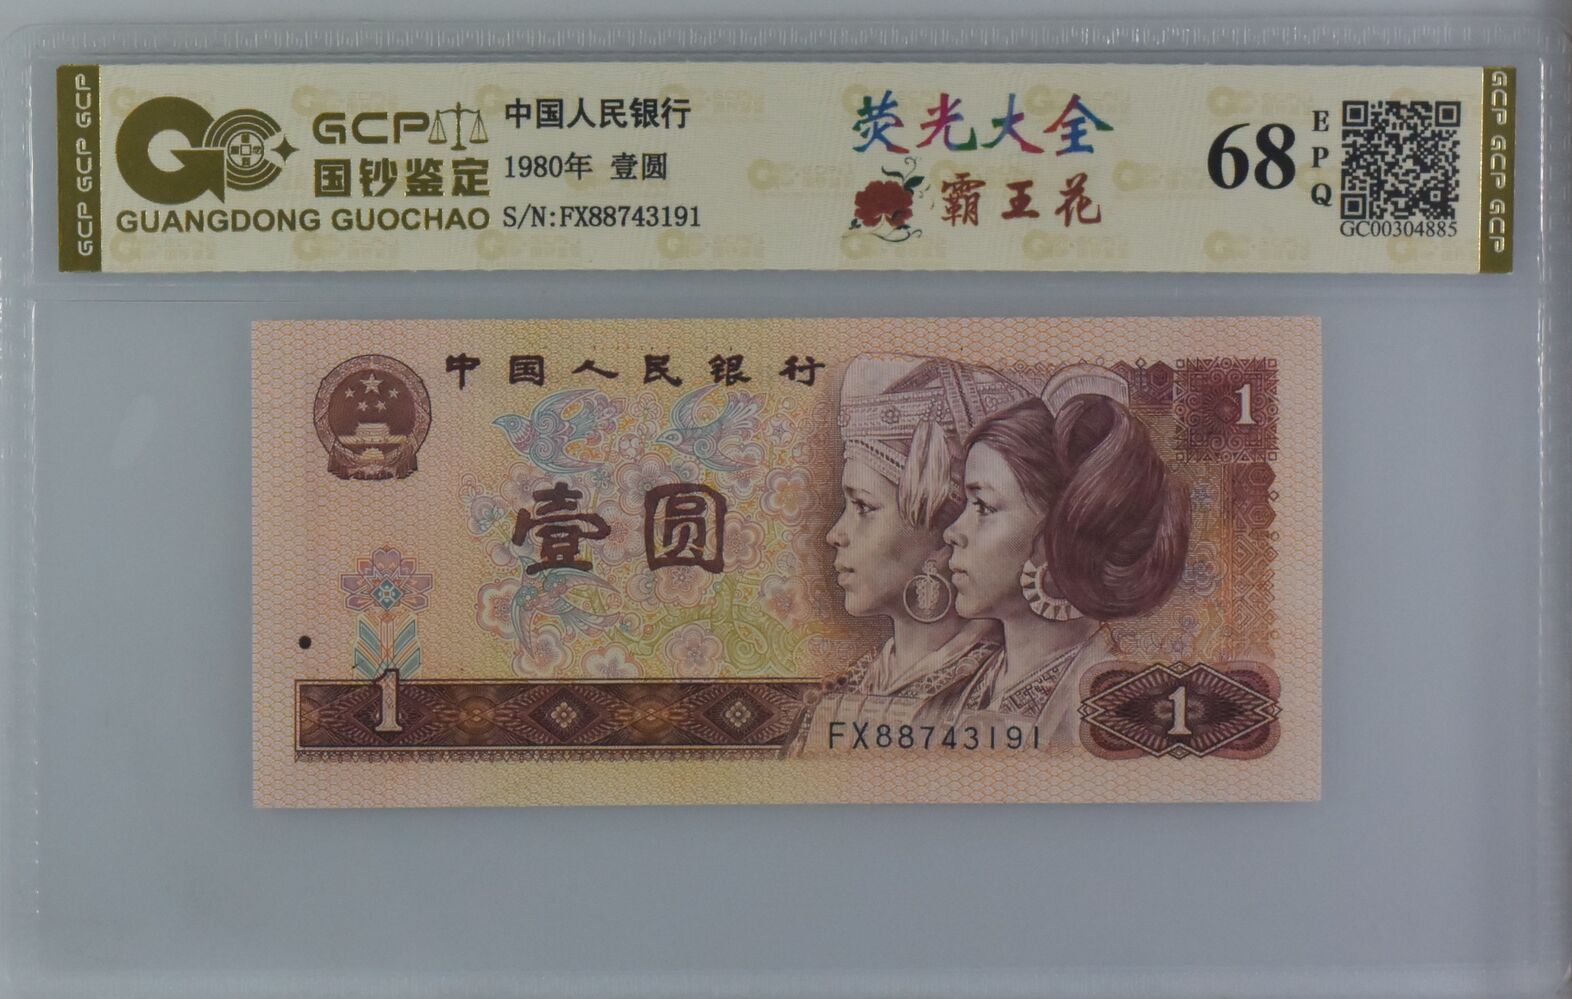 GCP GCP GCP
GCP
国钞鉴定
GUANGDONG GUOCHAO
中国人民银行
1980年 壹圆
S/N:FX88743191
荧光大全
霸王花
68
EPQ
GC00304885
GCP GCP GCP
中国人民银行
1
壹圆
1
FX88743191
1